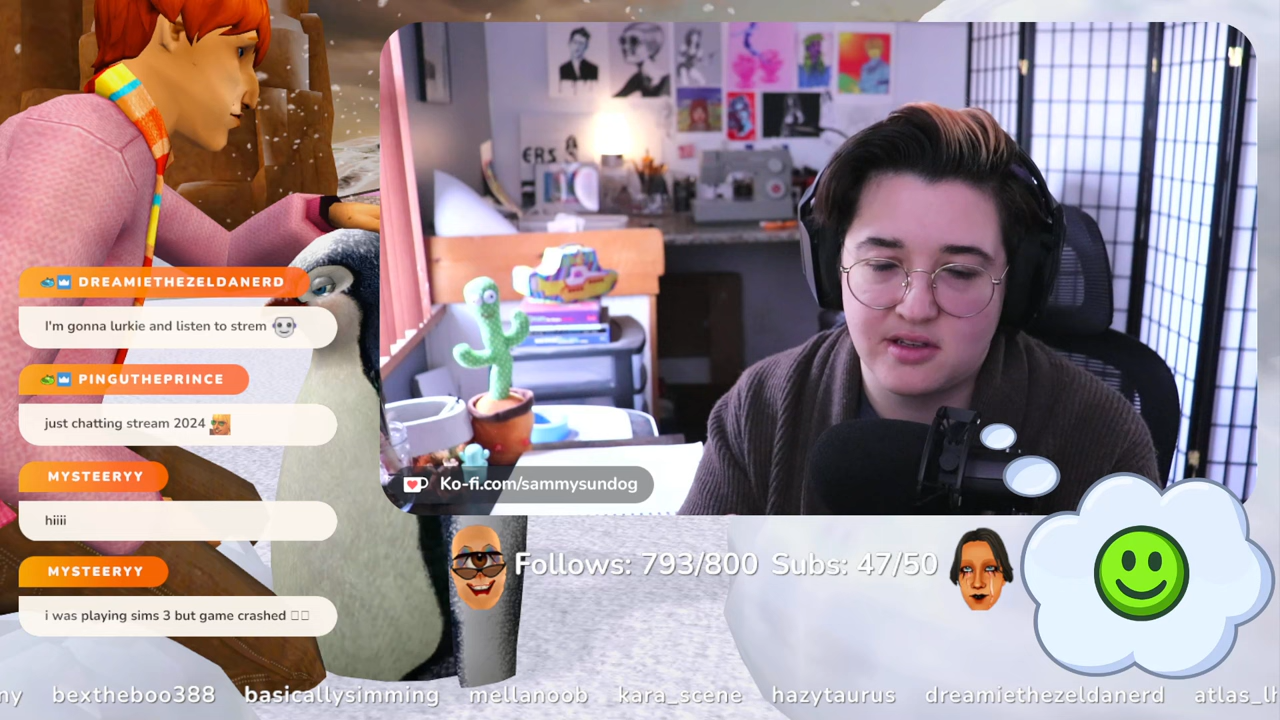 ERS
DREAMIETHEZELDANERD
I'm gonna lurkie and listen to strem
PINGUTHEPRINCE
just chatting stream 2024
MYSTEERYY
hiiii
MYSTEERYY
i was playing sims 3 but game crashed
Ko-fi.com/sammysundog
Follows: 793/800 Subs: 47/50
ny bextheboo388 basicallysimming mellanoob kara_scene hazytaurus dreamiethezeldanerd